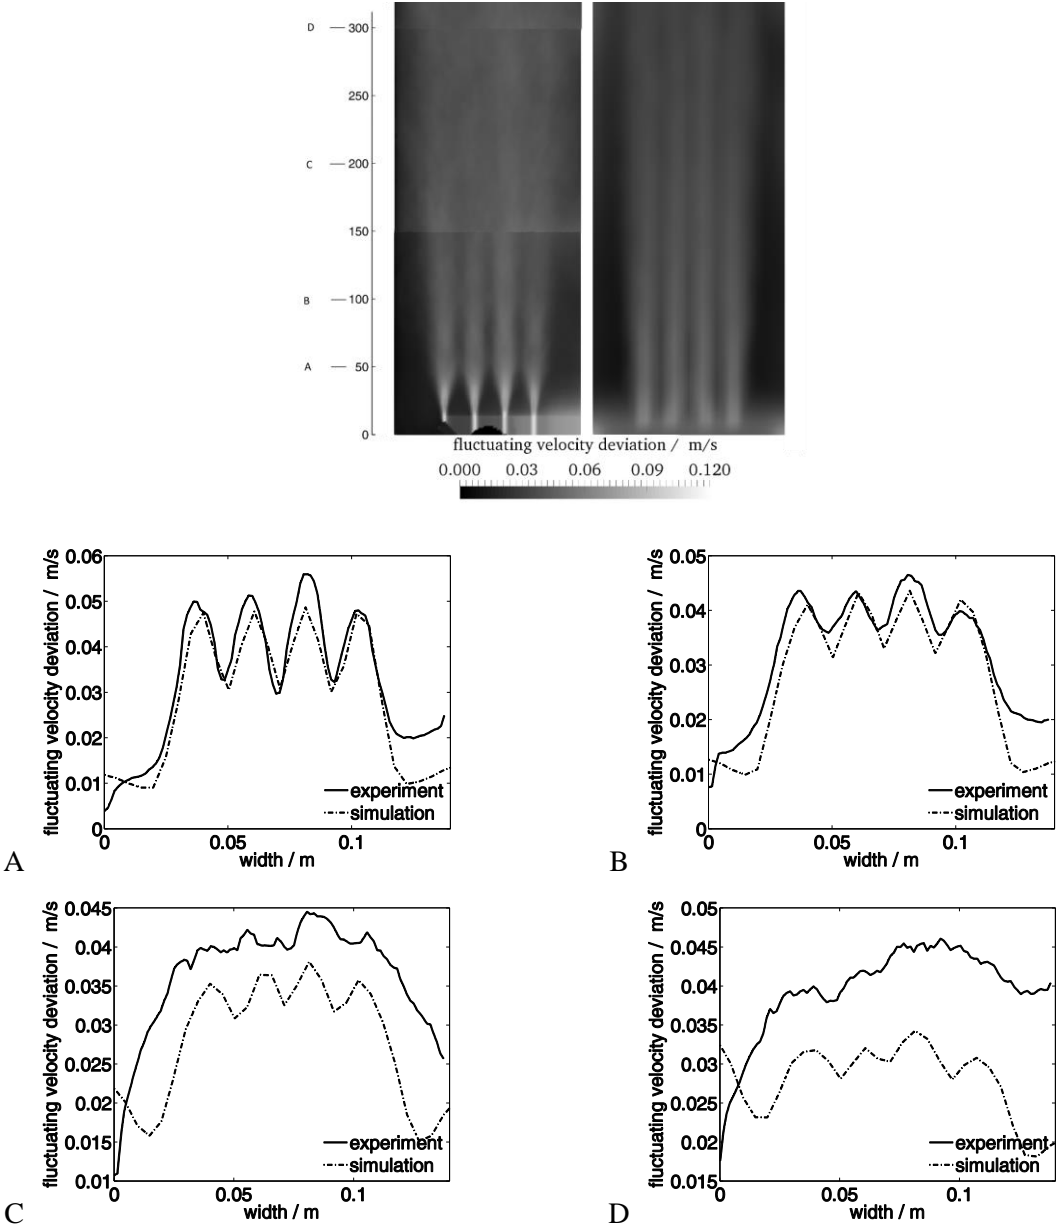 D
300
250
C
200
150
B
100
A
50
0
fluctuating velocity deviation / m/s
0.000 0.03 0.06 0.09 0.120
fluctuating velocity deviation / m/s
0.06
0.05
0.04
0.03
0.02
0.01
0
experiment
simulation
0 0.05 0.1
width / m
A
fluctuating velocity deviation / m/s
0.05
0.04
0.03
0.02
0.01
0
experiment
simulation
0 0.05 0.1
width / m
B
fluctuating velocity deviation / m/s
0.045
0.04
0.035
0.03
0.025
0.02
0.015
0.01
experiment
simulation
0 0.05 0.1
width / m
C
fluctuating velocity deviation / m/s
0.05
0.045
0.04
0.035
0.03
0.025
0.02
0.015
experiment
simulation
0 0.05 0.1
width / m
D